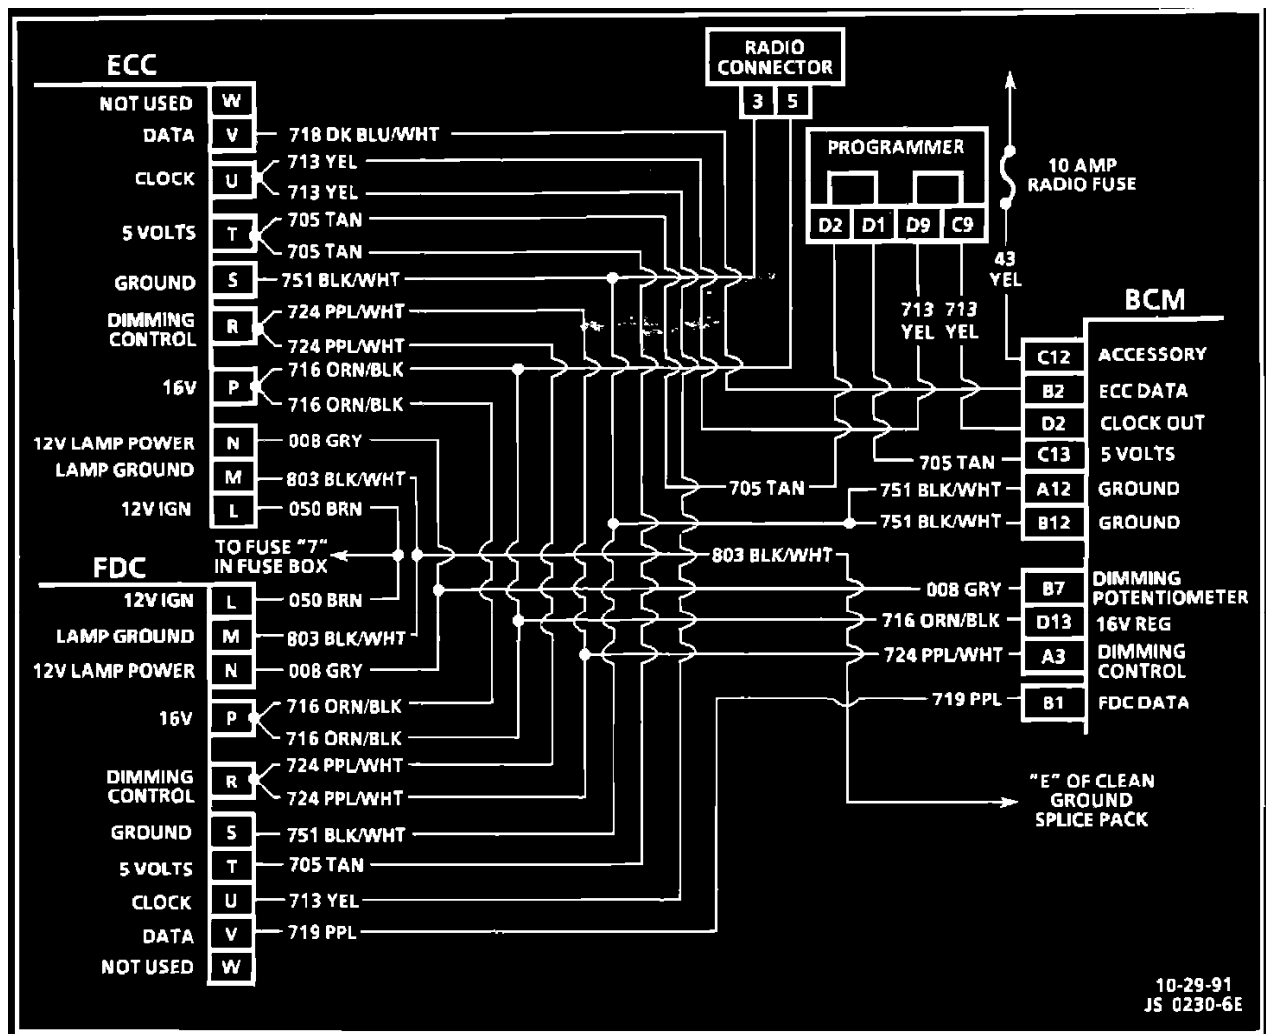 ECC
NOT USED W
DATA V 718 DK BLU/WHT
CLOCK U 713 YEL
713 YEL
5 VOLTS T 705 TAN
705 TAN
GROUND S 751 BLK/WHT
DIMMING CONTROL R 724 PPL/WHT
724 PPL/WHT
16V P 716 ORN/BLK
716 ORN/BLK
12V LAMP POWER N 008 GRY
LAMP GROUND M 803 BLK/WHT
12V IGN L 050 BRN
TO FUSE "7"
IN FUSE BOX
FDC
12V IGN L 050 BRN
LAMP GROUND M 803 BLK/WHT
12V LAMP POWER N 008 GRY
16V P 716 ORN/BLK
716 ORN/BLK
DIMMING CONTROL R 724 PPL/WHT
724 PPL/WHT
GROUND S 751 BLK/WHT
5 VOLTS T 705 TAN
CLOCK U 713 YEL
DATA V 719 PPL
NOT USED W
RADIO
CONNECTOR
3 5
PROGRAMMER
D2 D1 D9 C9
713 713
YEL YEL
10 AMP
RADIO FUSE
43
YEL
BCM
C12 ACCESSORY
B2 ECC DATA
D2 CLOCK OUT
705 TAN C13 5 VOLTS
705 TAN
751 BLK/WHT A12 GROUND
751 BLK/WHT B12 GROUND
803 BLK/WHT
008 GRY B7 DIMMING
POTENTIOMETER
716 ORN/BLK D13 16V REG
724 PPL/WHT A3 DIMMING
CONTROL
719 PPL B1 FDC DATA
"E" OF CLEAN
GROUND
SPLICE PACK
10-29-91
JS 0230-6E